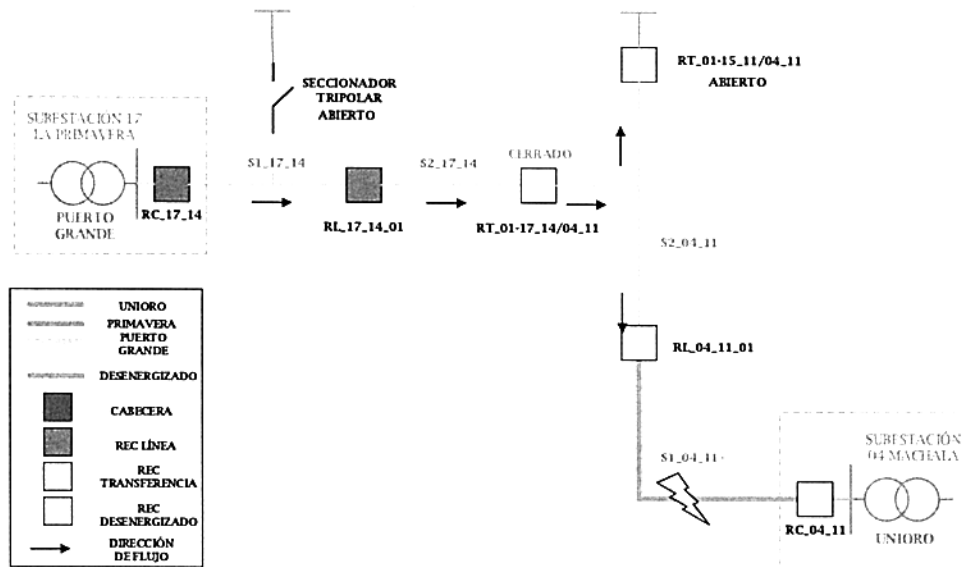 RT_01-15_11/04_11
ABIERTO
SECCIONADOR
TRIPOLAR
ABIERTO
SUBESTACIÓN 17
LA PRIMAVERA
S1_17_14
S2_17_14
CERRADO
PUERTO
GRANDE
RC_17_14
RL_17_14_01
RT_01-17_14/04_11
S2_04_11
RL_04_11_01
UNIORO
PRIMAVERA
PUERTO
GRANDE
DESENERGIZADO
CABECERA
REC LÍNEA
REC
TRANSFERENCIA
REC
DESENERGIZADO
DIRECCIÓN
DE FLUJO
S1_04_11
SUBESTACIÓN
04 MACHALA
RC_04_11
UNIORO